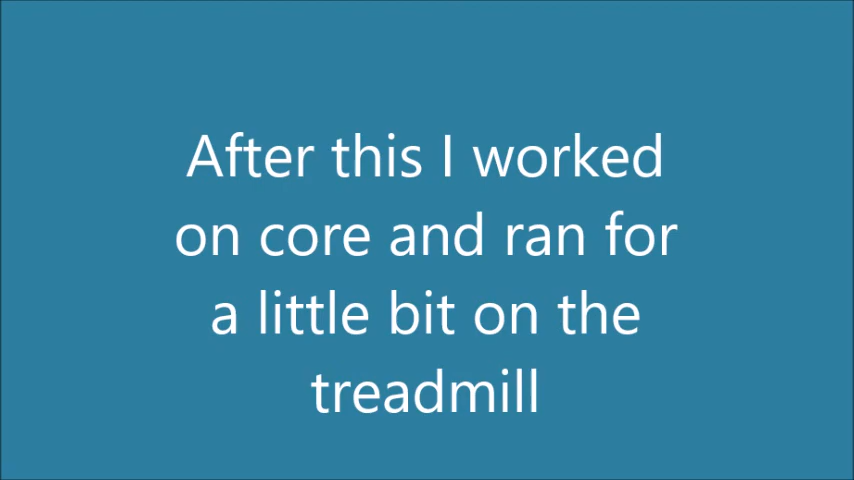 After this I worked
on core and ran for
a little bit on the
treadmill